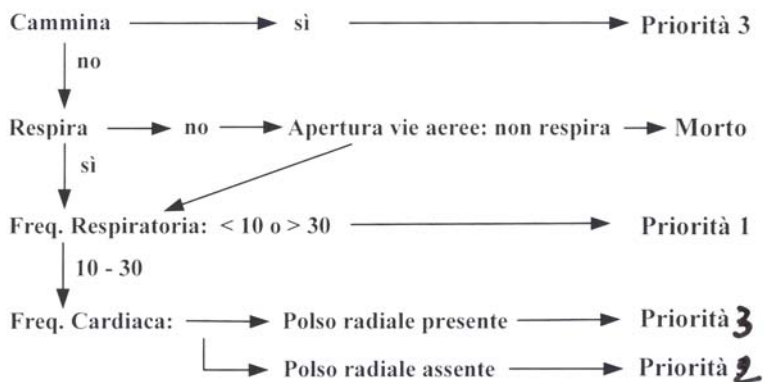 Cammina sì Priorità 3
no
Respira no Apertura vie aeree: non respira Morto
sì
Freq. Respiratoria: < 10 o > 30 Priorità 1
10 - 30
Freq. Cardiaca: Polso radiale presente Priorità 3
Polso radiale assente Priorità